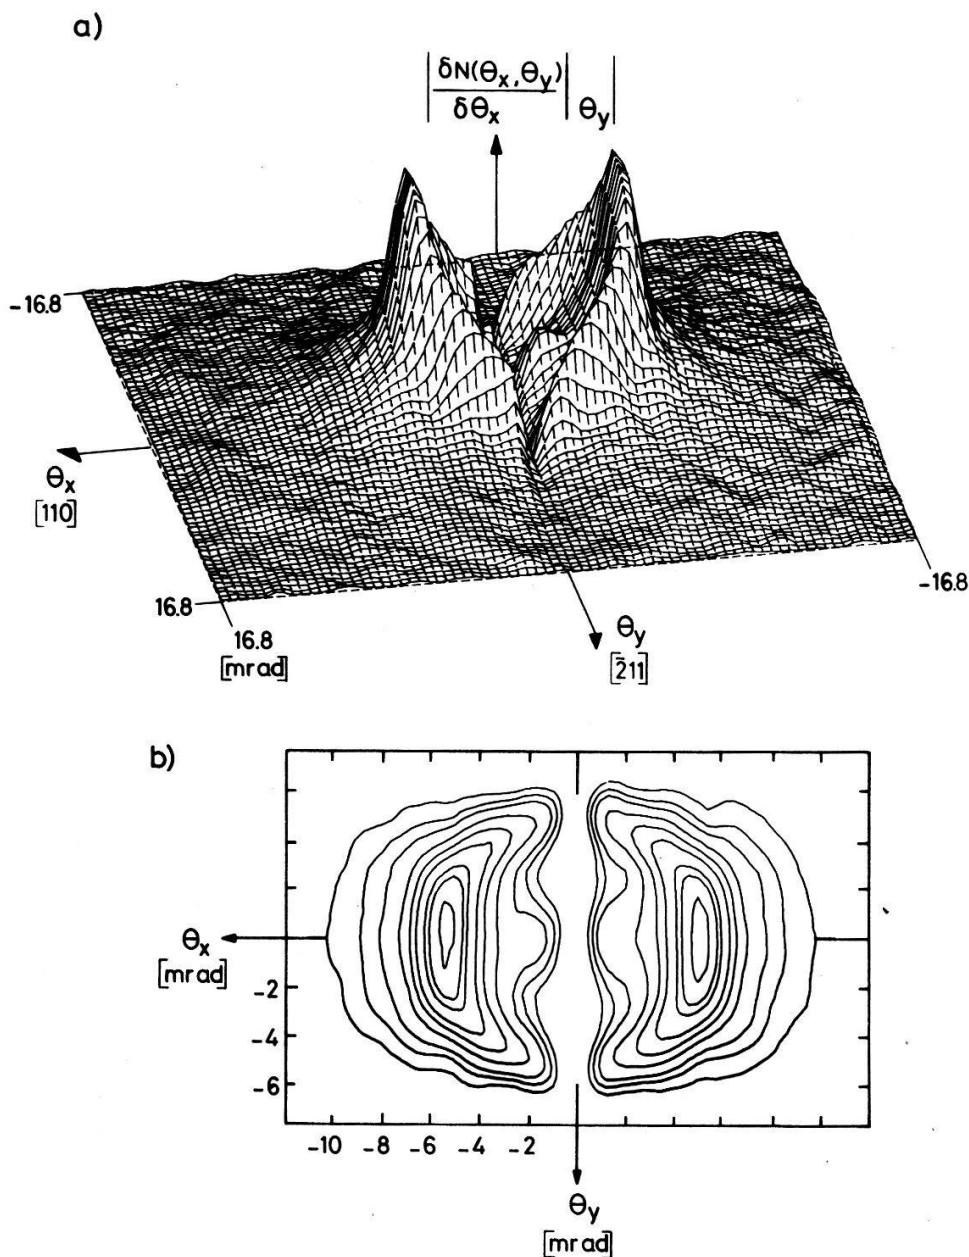 a)
|δN(θx,θy)/δθx|θy|
-16.8
θx
[110]
16.8
16.8
[mrad]
θy
[2̄11]
-16.8
b)
θx
[mrad]
-2
-4
-6
-10 -8 -6 -4 -2
θy
[mrad]